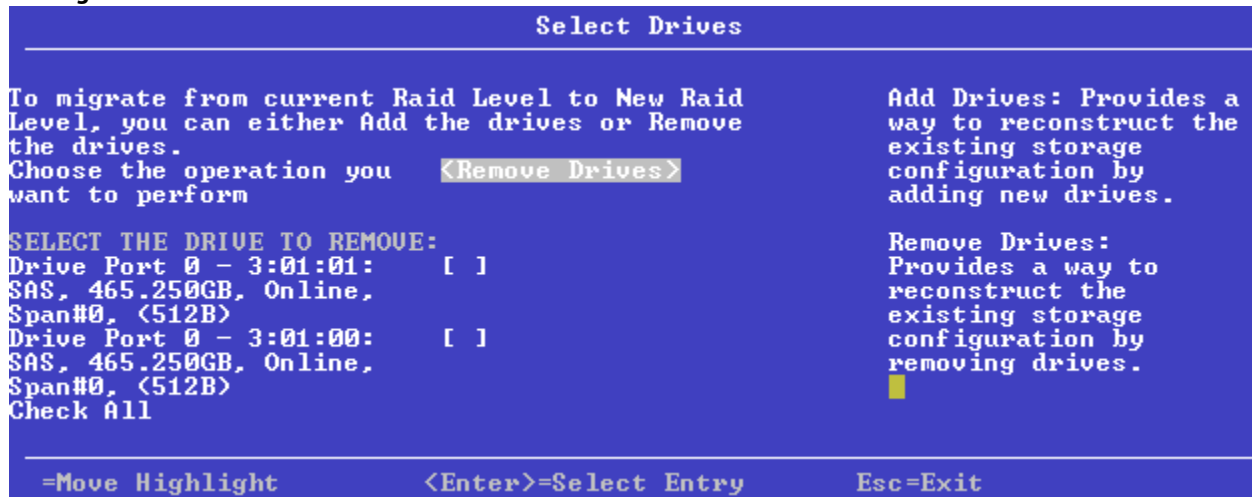 Select Drives
To migrate from current Raid Level to New Raid
Level, you can either Add the drives or Remove
the drives.
Choose the operation you <Remove Drives>
want to perform
SELECT THE DRIVE TO REMOVE:
Drive Port 0 - 3:01:01: [ ]
SAS, 465.250GB, Online,
Span#0, (512B)
Drive Port 0 - 3:01:00: [ ]
SAS, 465.250GB, Online,
Span#0, (512B)
Check All
Add Drives: Provides a
way to reconstruct the
existing storage
configuration by
adding new drives.
Remove Drives:
Provides a way to
reconstruct the
existing storage
configuration by
removing drives.
=Move Highlight <Enter>=Select Entry Esc=Exit